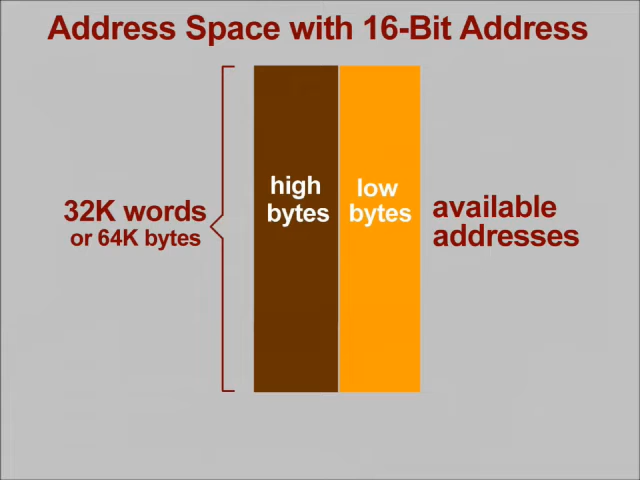 Address Space with 16-Bit Address
32K words
or 64K bytes
high
bytes
low
bytes
available
addresses